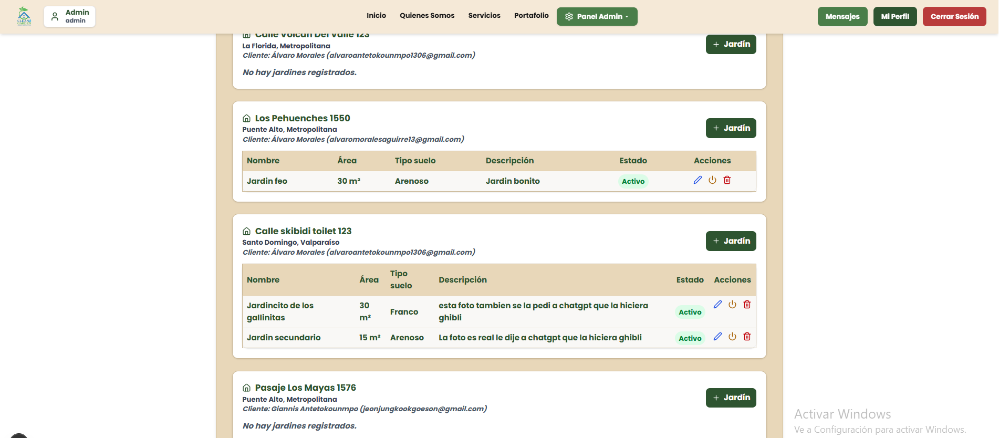 CLEAN
GARDEN
Admin
admin
Inicio
Quienes Somos
Servicios
Portafolio
Panel Admin
Mensajes
Mi Perfil
Cerrar Sesión
Calle Volcan Del Valle 123
La Florida, Metropolitana
Cliente: Álvaro Morales (alvaroantetokounmpo1306@gmail.com)
+ Jardín
No hay jardines registrados.
Los Pehuenches 1550
Puente Alto, Metropolitana
Cliente: Álvaro Morales (alvaromoralesaguirre13@gmail.com)
+ Jardín
Nombre Área Tipo suelo Descripción Estado Acciones
Jardin feo 30 m² Arenoso Jardin bonito Activo
Calle skibidi toilet 123
Santo Domingo, Valparaíso
Cliente: Álvaro Morales (alvaroantetokounmpo1306@gmail.com)
+ Jardín
Nombre Área Tipo suelo Descripción Estado Acciones
Jardincito de los gallinitas 30 m² Franco esta foto tambien se la pedi a chatgpt que la hiciera ghibli Activo
Jardin secundario 15 m² Arenoso La foto es real le dije a chatgpt que la hiciera ghibli Activo
Pasaje Los Mayas 1576
Puente Alto, Metropolitana
Cliente: Giannis Antetokounmpo (jeonjungkookgoeson@gmail.com)
+ Jardín
No hay jardines registrados.
Activar Windows
Ve a Configuración para activar Windows.